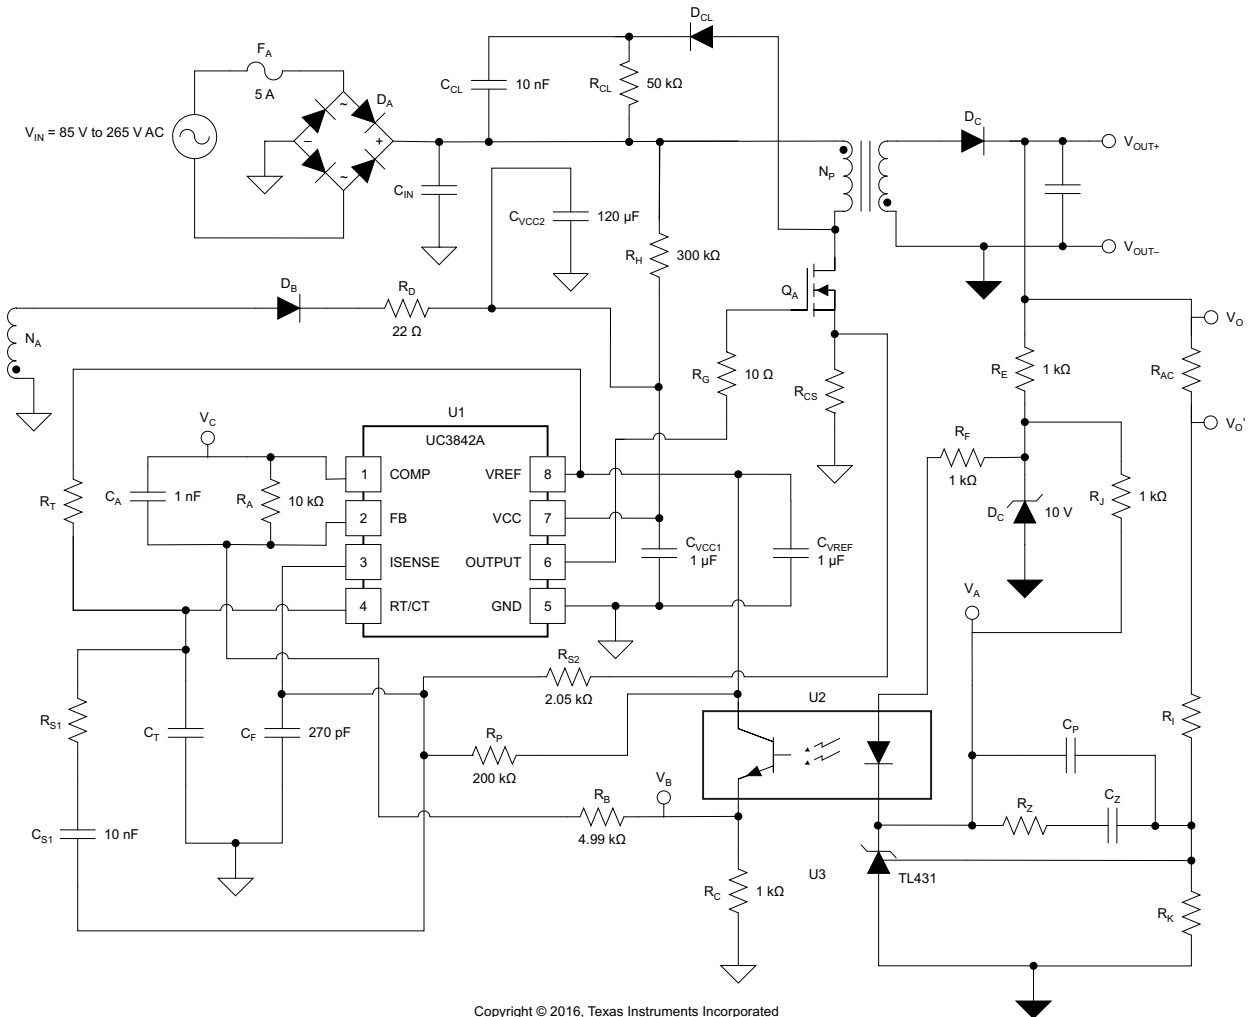 D_CL
F_A
5 A
D_A
C_CL
10 nF
R_CL
50 kΩ
V_IN = 85 V to 265 V AC
~
−
+
~
C_IN
N_P
D_C
V_OUT+
V_OUT–
C_VCC2
120 µF
R_H
300 kΩ
Q_A
D_B
R_D
22 Ω
N_A
R_G
10 Ω
R_CS
R_E
1 kΩ
V_O
R_AC
V_O'
U1
UC3842A
V_C
1
COMP
VREF
8
C_A
1 nF
R_A
10 kΩ
R_T
2
FB
VCC
7
3
ISENSE
OUTPUT
6
4
RT/CT
GND
5
C_VCC1
1 µF
C_VREF
1 µF
R_F
1 kΩ
D_C
10 V
R_J
1 kΩ
V_A
R_S2
2.05 kΩ
U2
R_S1
C_T
C_F
270 pF
R_P
200 kΩ
C_P
R_I
V_B
R_B
4.99 kΩ
R_Z
C_Z
C_S1
10 nF
U3
TL431
R_C
1 kΩ
R_K
Copyright © 2016, Texas Instruments Incorporated